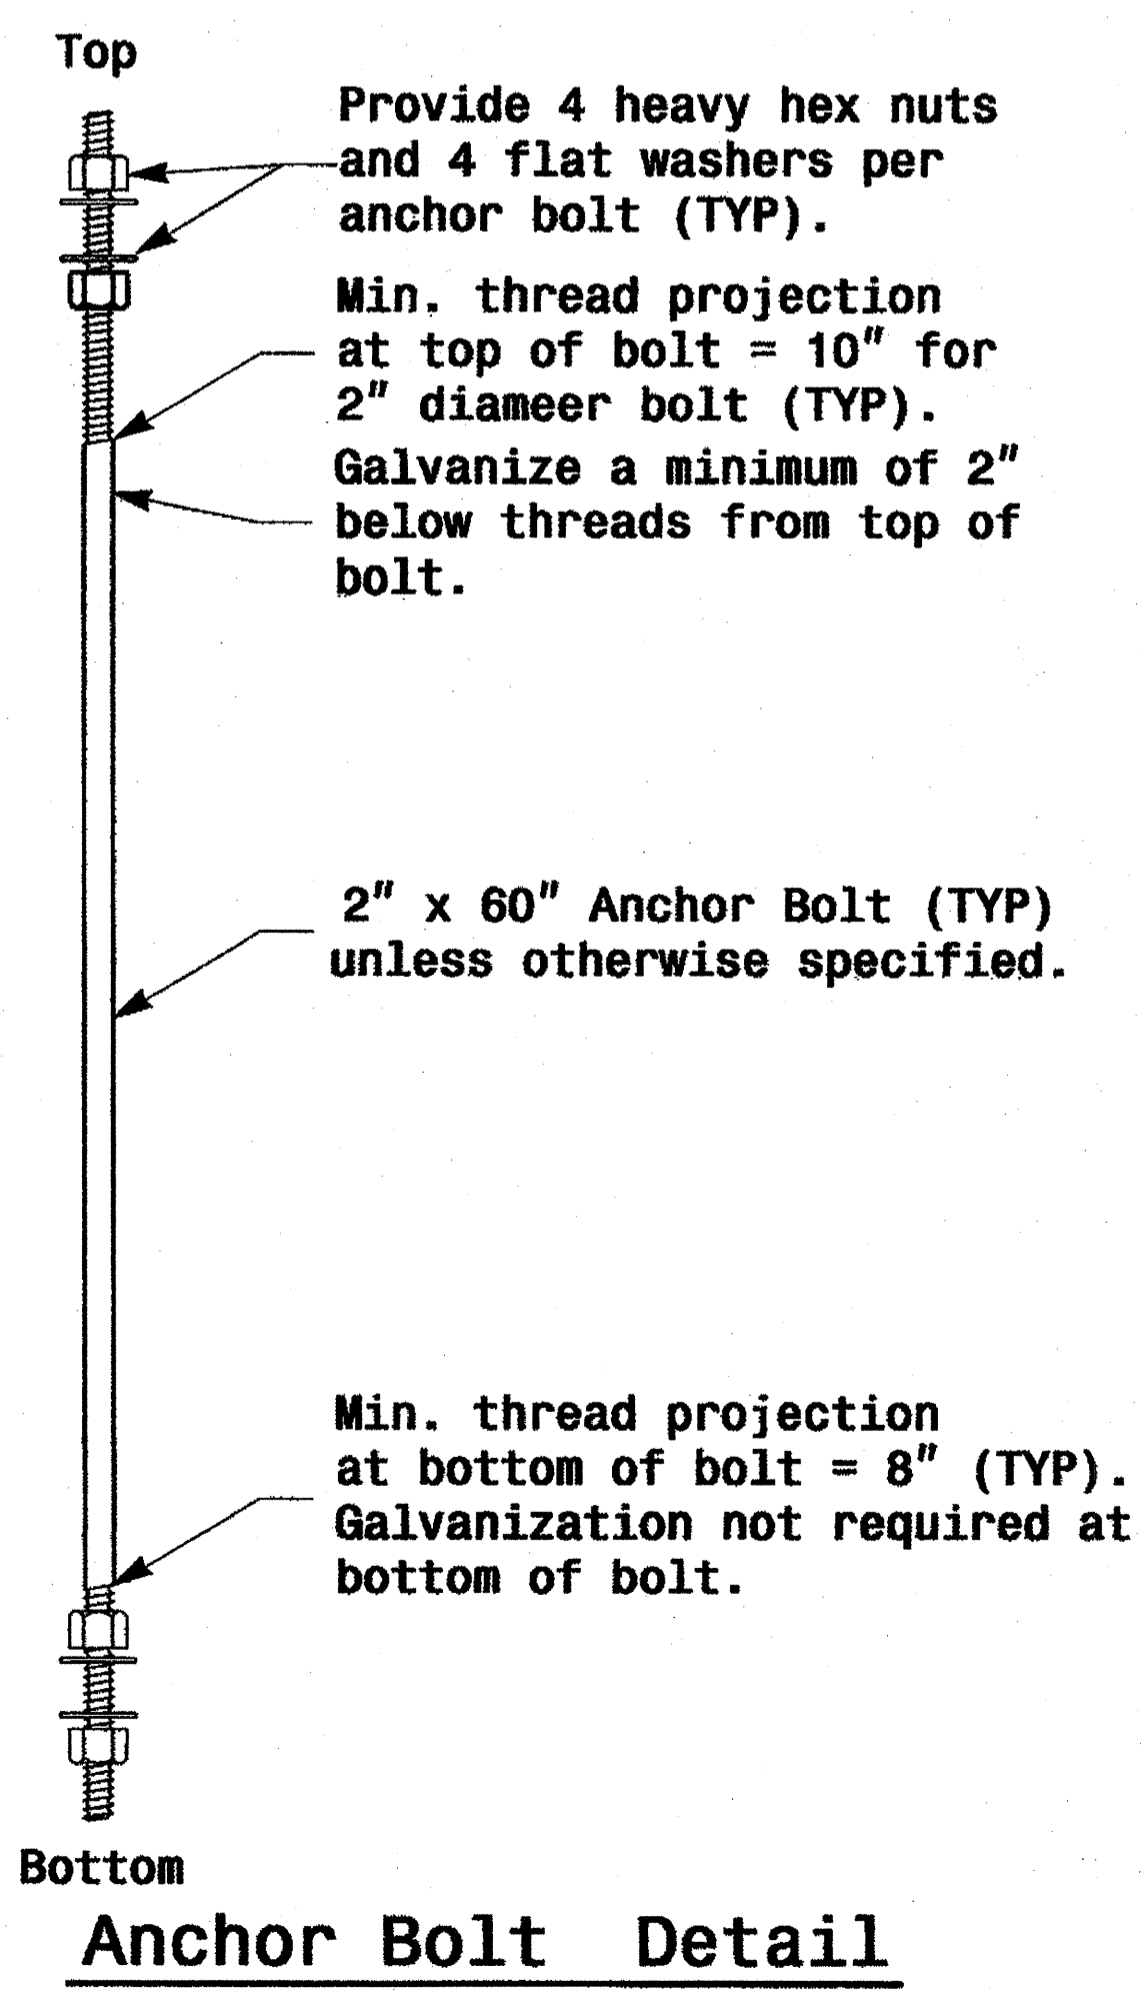 Top
Provide 4 heavy hex nuts
and 4 flat washers per
anchor bolt (TYP).
Min. thread projection
at top of bolt = 10" for
2" diameer bolt (TYP).
Galvanize a minimum of 2"
below threads from top of
bolt.
2" x 60" Anchor Bolt (TYP)
unless otherwise specified.
Min. thread projection
at bottom of bolt = 8" (TYP).
Galvanization not required at
bottom of bolt.
Bottom
Anchor Bolt Detail